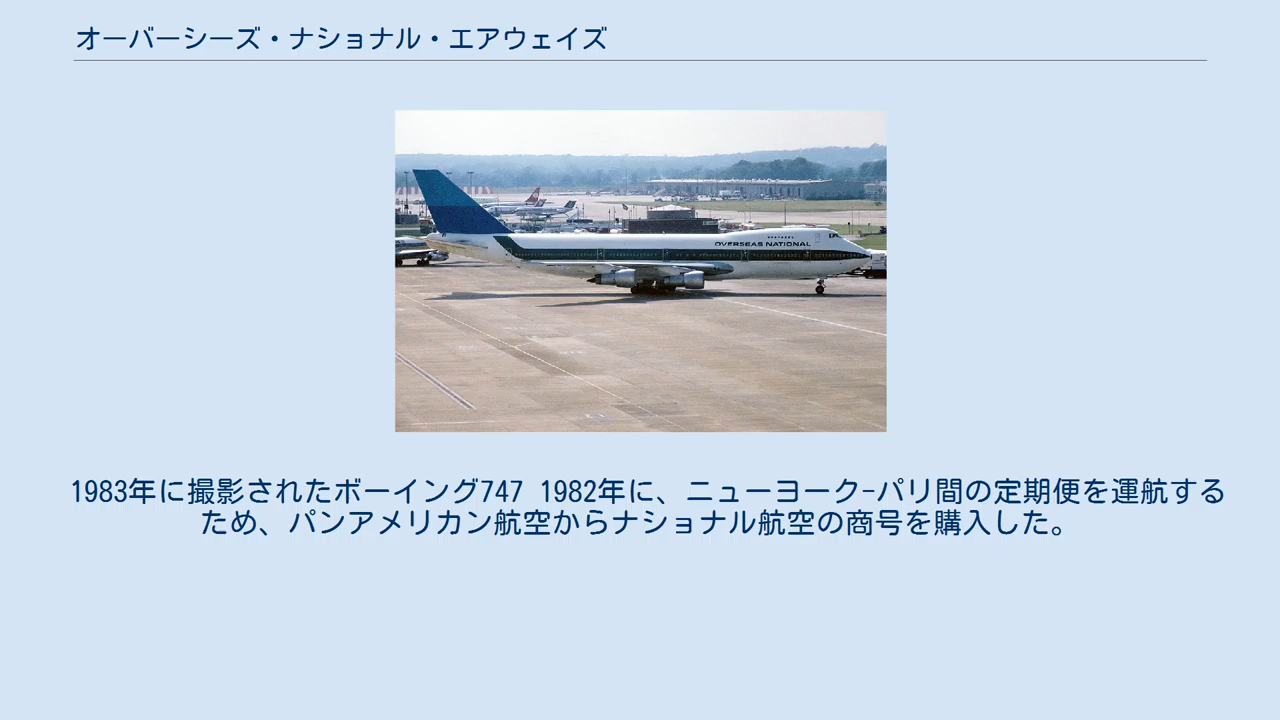 オーバーシーズ・ナショナル・エアウェイズ
OVERSEAS NATIONAL
1983年に撮影されたボーイング747 1982年に、ニューヨーク-パリ間の定期便を運航する
ため、パンアメリカン航空からナショナル航空の商号を購入した。